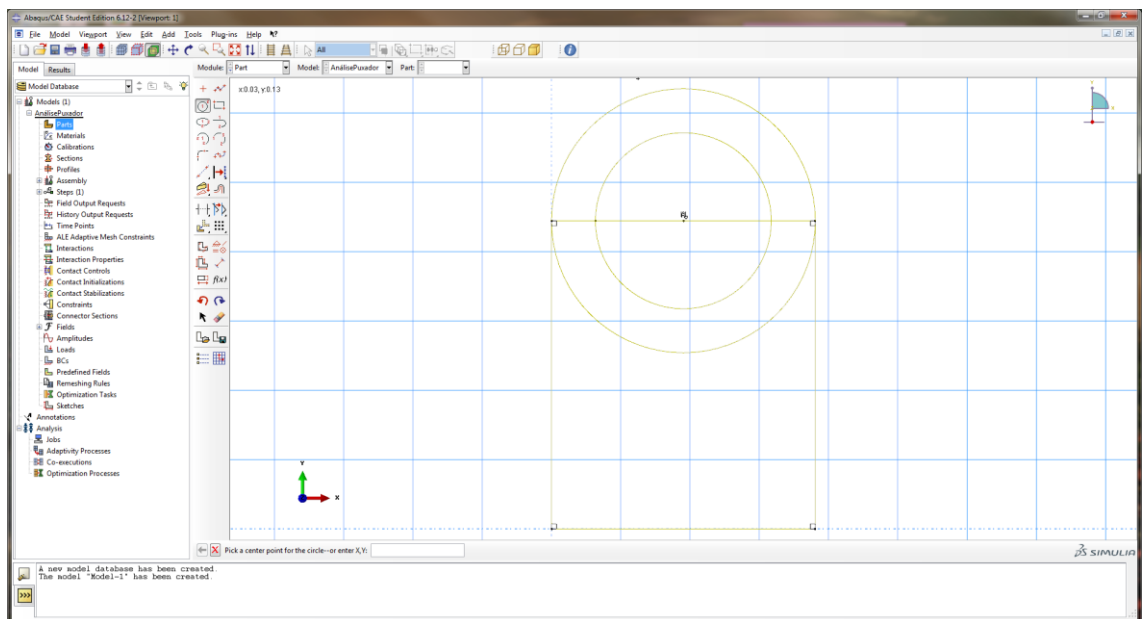 Abaqus/CAE Student Edition 6.12-2 [Viewport: 1]
File Model Viewport View Edit Add Tools Plug-ins Help
All
Model Results
Module: Part Model: AnálisePuxador Part:
Model Database
x:0.03, y:0.13
Models (1)
AnálisePuxador
Parts
Materials
Calibrations
Sections
Profiles
Assembly
Steps (1)
Field Output Requests
History Output Requests
Time Points
ALE Adaptive Mesh Constraints
Interactions
Interaction Properties
Contact Controls
Contact Initializations
Contact Stabilizations
Constraints
Connector Sections
Fields
Amplitudes
Loads
BCs
Predefined Fields
Remeshing Rules
Optimization Tasks
Sketches
Annotations
Analysis
Jobs
Adaptivity Processes
Co-executions
Optimization Processes
f(x)
Y
X
Pick a center point for the circle--or enter X,Y:
SIMULIA
A new model database has been created.
The model "Model-1" has been created.